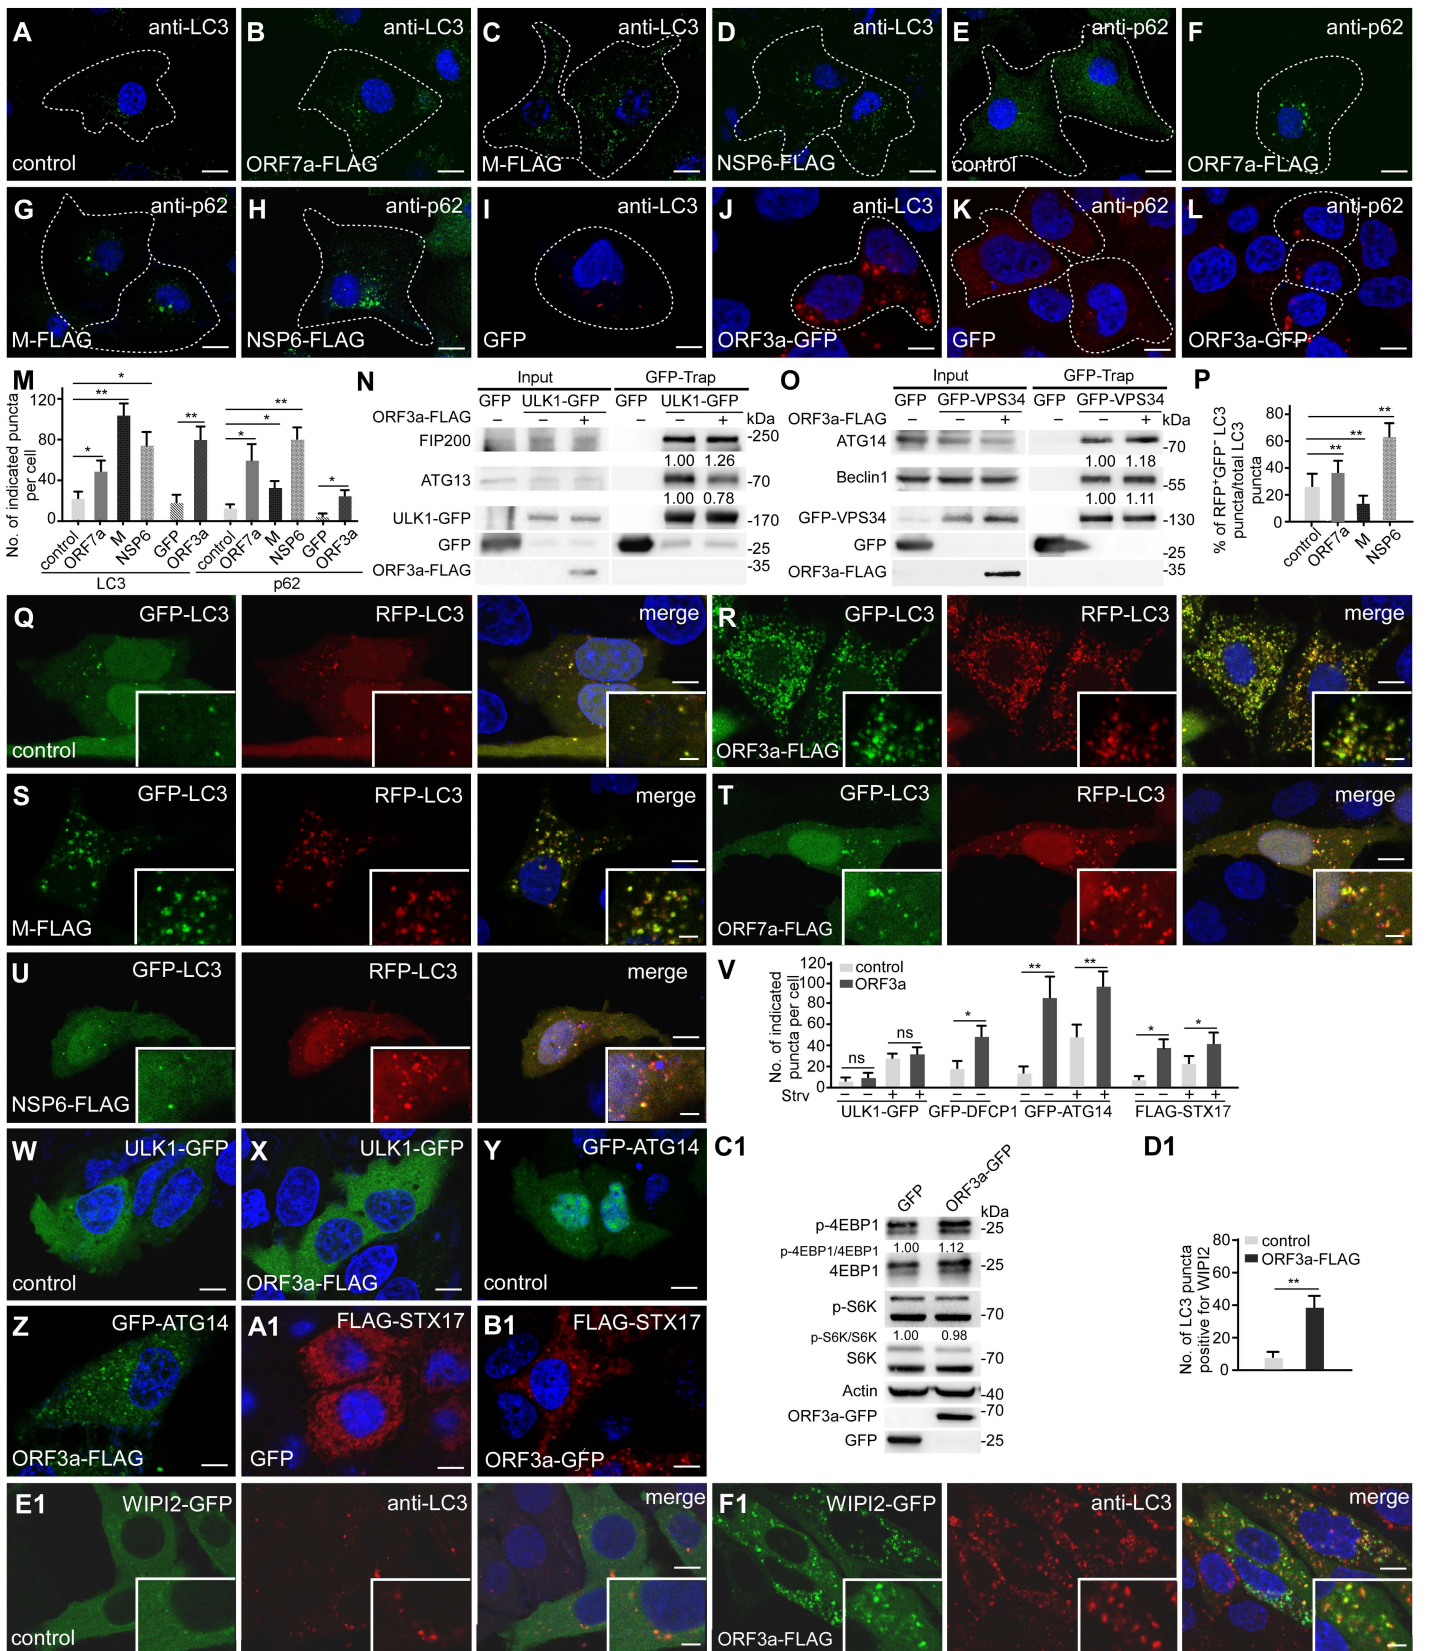 A anti-LC3 control
B anti-LC3 ORF7a-FLAG
C anti-LC3 M-FLAG
D anti-LC3 NSP6-FLAG
E anti-p62 control
F anti-p62 ORF7a-FLAG
G anti-p62 M-FLAG
H anti-p62 NSP6-FLAG
I anti-LC3 GFP
J anti-LC3 ORF3a-GFP
K anti-p62 GFP
L anti-p62 ORF3a-GFP
M
No. of indicated puncta per cell
120
80
40
0
control ORF7a M NSP6 GFP ORF3a control ORF7a M NSP6 GFP ORF3a
LC3 p62
* ** * ** * * ** *
N
Input GFP-Trap
GFP ULK1-GFP GFP ULK1-GFP
ORF3a-FLAG − − + − − + kDa
FIP200 -250
1.00 1.26
ATG13 -70
1.00 0.78
ULK1-GFP -170
GFP -25
ORF3a-FLAG -35
O
Input GFP-Trap
GFP GFP-VPS34 GFP GFP-VPS34
ORF3a-FLAG − − + − − + kDa
ATG14 -70
1.00 1.18
Beclin1 -55
1.00 1.11
GFP-VPS34 -130
GFP -25
ORF3a-FLAG -35
P
% of RFP⁺GFP⁻ LC3 puncta/total LC3 puncta
80
60
40
20
0
** ** **
control ORF7a M NSP6
Q GFP-LC3 RFP-LC3 merge
control
R GFP-LC3 RFP-LC3 merge
ORF3a-FLAG
S GFP-LC3 RFP-LC3 merge
M-FLAG
T GFP-LC3 RFP-LC3 merge
ORF7a-FLAG
U GFP-LC3 RFP-LC3 merge
NSP6-FLAG
V
No. of indicated puncta per cell
120
100
80
60
40
20
0
control
ORF3a
ns ns * ** ** * *
Strv − − + + − − − − + + − − + +
ULK1-GFP GFP-DFCP1 GFP-ATG14 FLAG-STX17
W ULK1-GFP control
X ULK1-GFP ORF3a-FLAG
Y GFP-ATG14 control
Z GFP-ATG14 ORF3a-FLAG
A1 FLAG-STX17 GFP
B1 FLAG-STX17 ORF3a-GFP
C1
GFP ORF3a-GFP
kDa
p-4EBP1 -25
p-4EBP1/4EBP1 1.00 1.12
4EBP1 -25
p-S6K -70
p-S6K/S6K 1.00 0.98
S6K -70
Actin -40
ORF3a-GFP -70
GFP -25
D1
No. of LC3 puncta positive for WIPI2
80
60
40
20
0
control
ORF3a-FLAG
**
E1 WIPI2-GFP anti-LC3 merge
control
F1 WIPI2-GFP anti-LC3 merge
ORF3a-FLAG